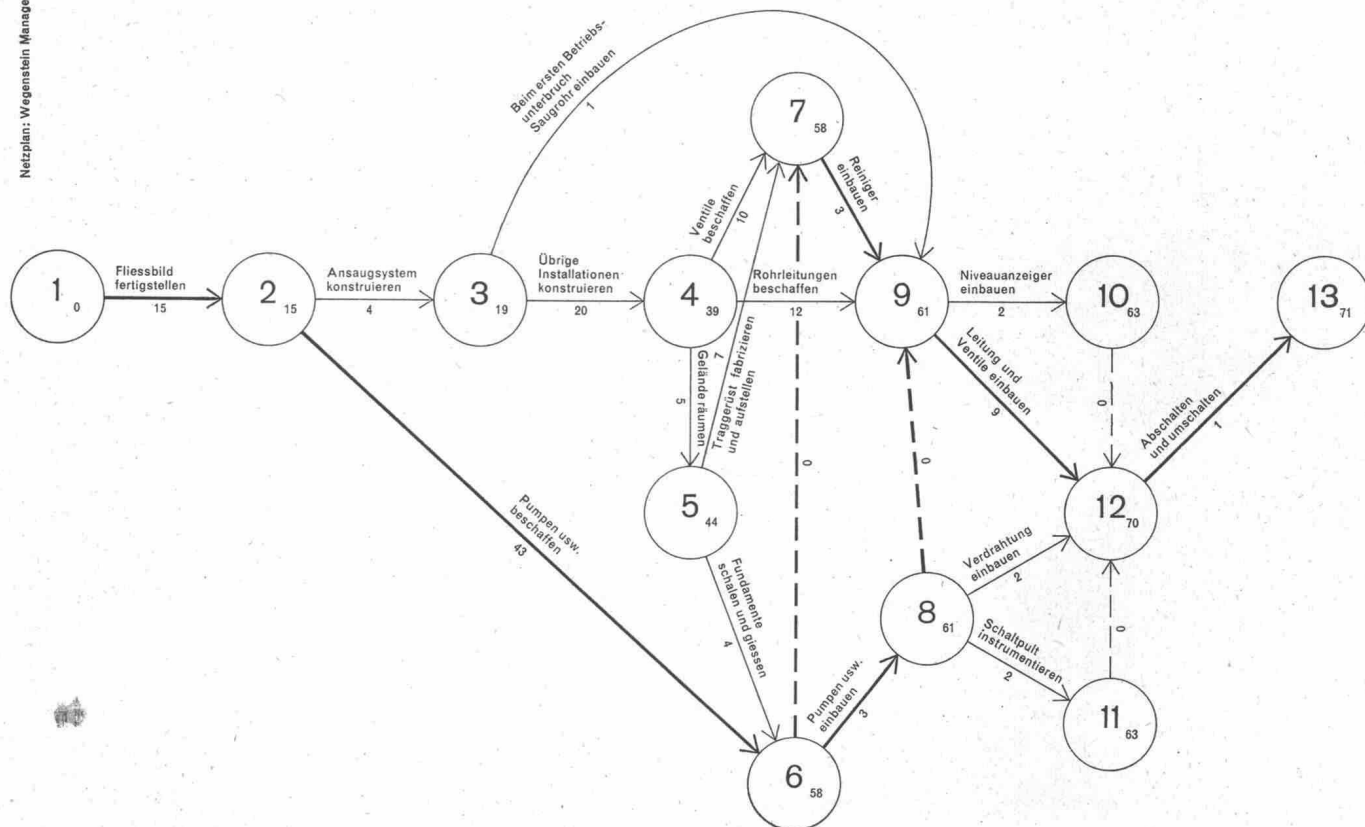 Netzplan: Wegenstein Manage
Beim ersten Betriebs-
unterbruch
Saugrohr einbauen
1
7 58
Ventile
beschaffen
10
Reiniger
einbauen
3
1 0
Fliessbild
fertigstellen
15
2 15
Ansaugsystem
konstruieren
4
3 19
Übrige
Installationen
konstruieren
20
4 39
Rohrleitungen
beschaffen
12
9 61
Niveauanzeiger
einbauen
2
10 63
13 71
Gelände räumen
5
7
Traggerüst fabrizieren
und aufstellen
0
Leitung und
Ventile einbauen
9
0
Abschalten
und umschalten
1
5 44
12 70
Pumpen usw.
beschaffen
43
0
Verdrahtung
einbauen
2
Fundamente
schalen und giessen
4
8 61
Schaltpult
instrumentieren
2
0
Pumpen usw.
einbauen
3
11 63
6 58